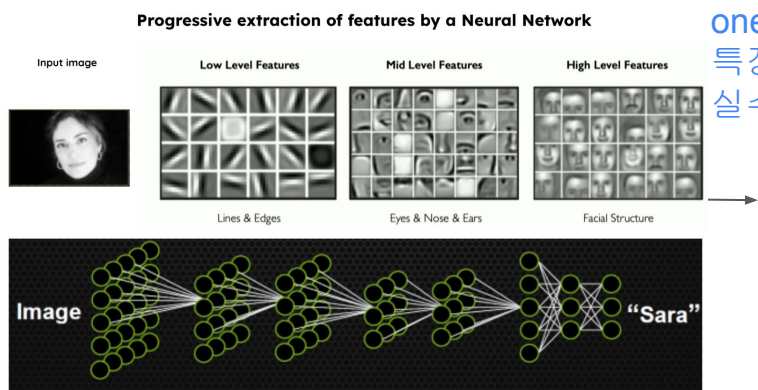 Progressive extraction of features by a Neural Network
one
Input image
Low Level Features
Mid Level Features
High Level Features
Lines & Edges
Eyes & Nose & Ears
Facial Structure
Image
“Sara”